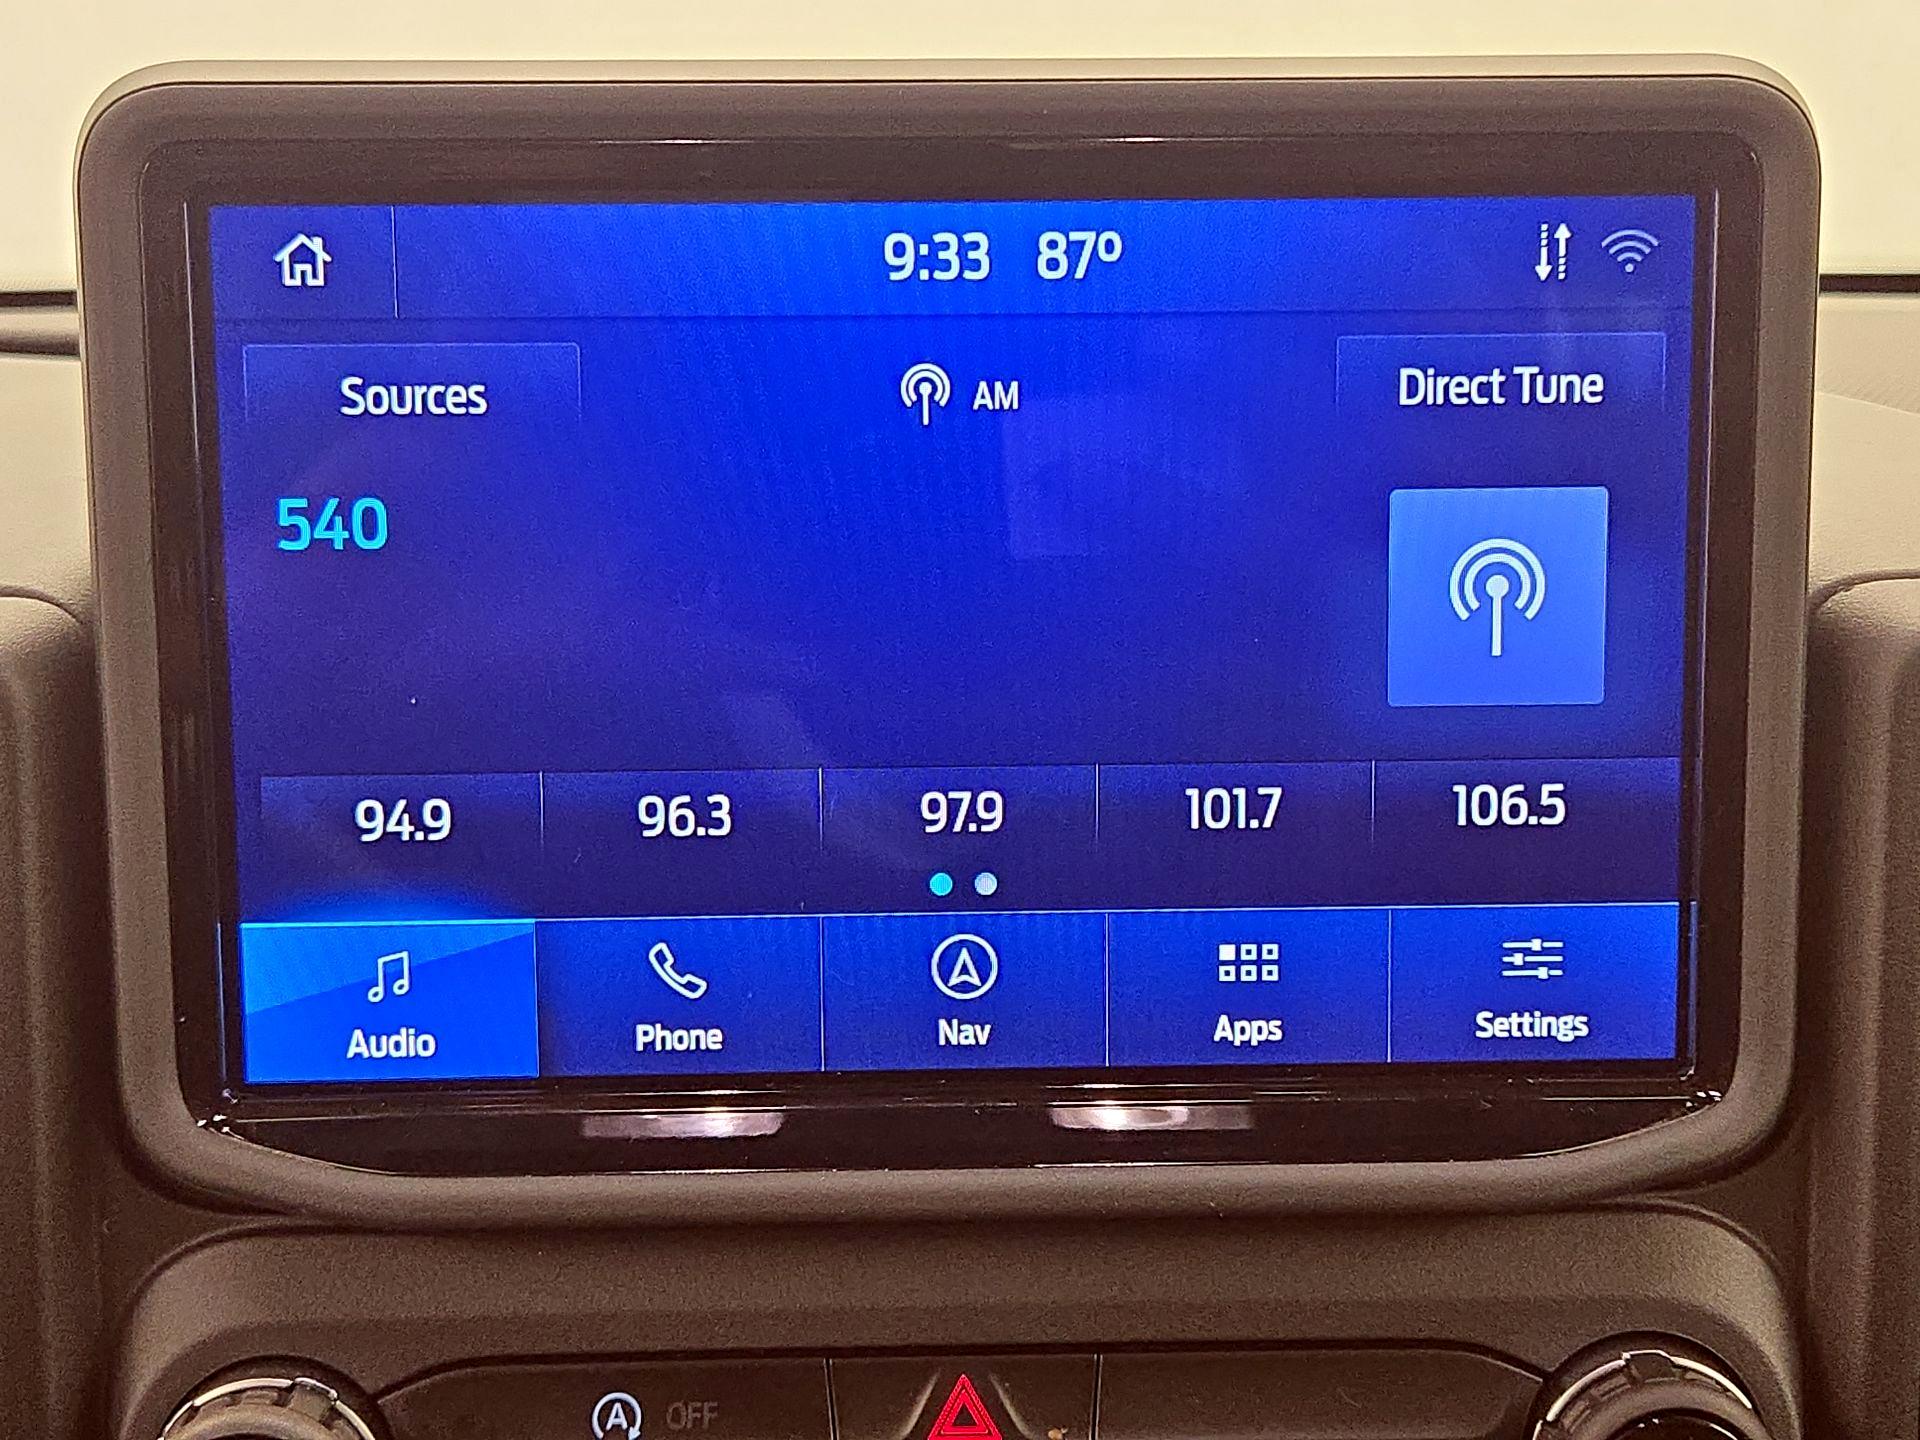 9:33 87°
Sources AM Direct Tune
540
94.9 96.3 97.9 101.7 106.5
Audio Phone Nav Apps Settings
A OFF